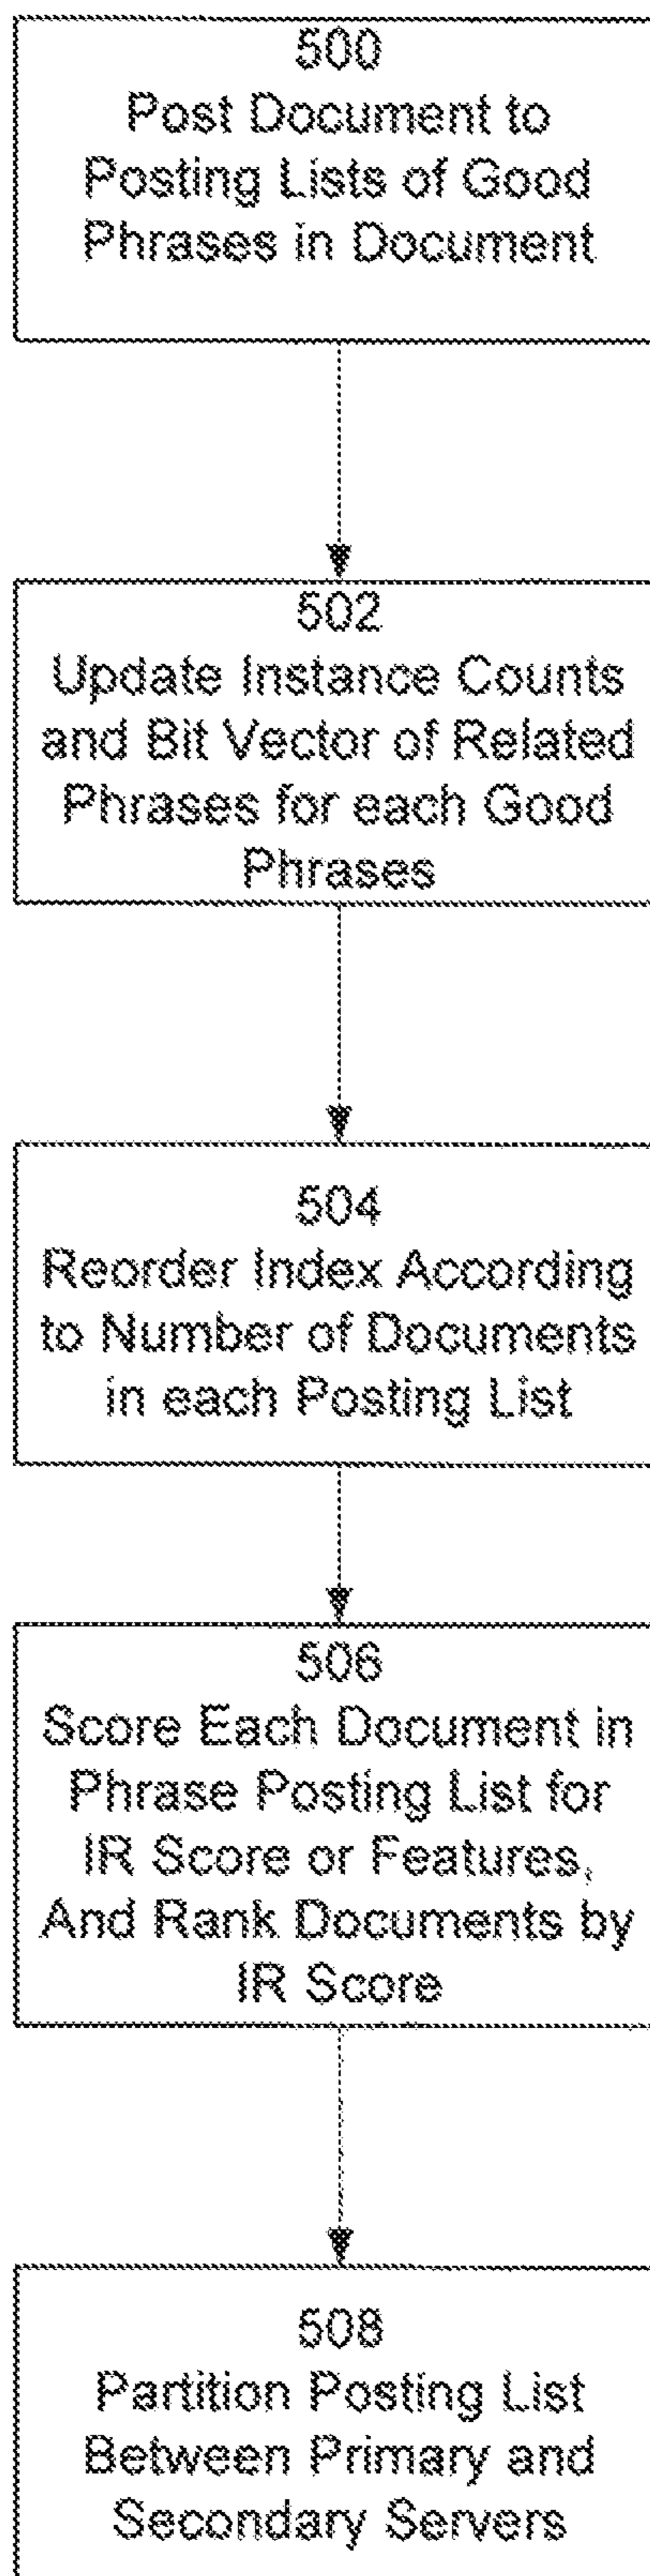 500
Post Document to
Posting Lists of Good
Phrases in Document
502
Update Instance Counts
and Bit Vector of Related
Phrases for each Good
Phrases
504
Reorder Index According
to Number of Documents
in each Posting List
506
Score Each Document in
Phrase Posting List for
IR Score or Features,
And Rank Documents by
IR Score
508
Partition Posting List
Between Primary and
Secondary Servers